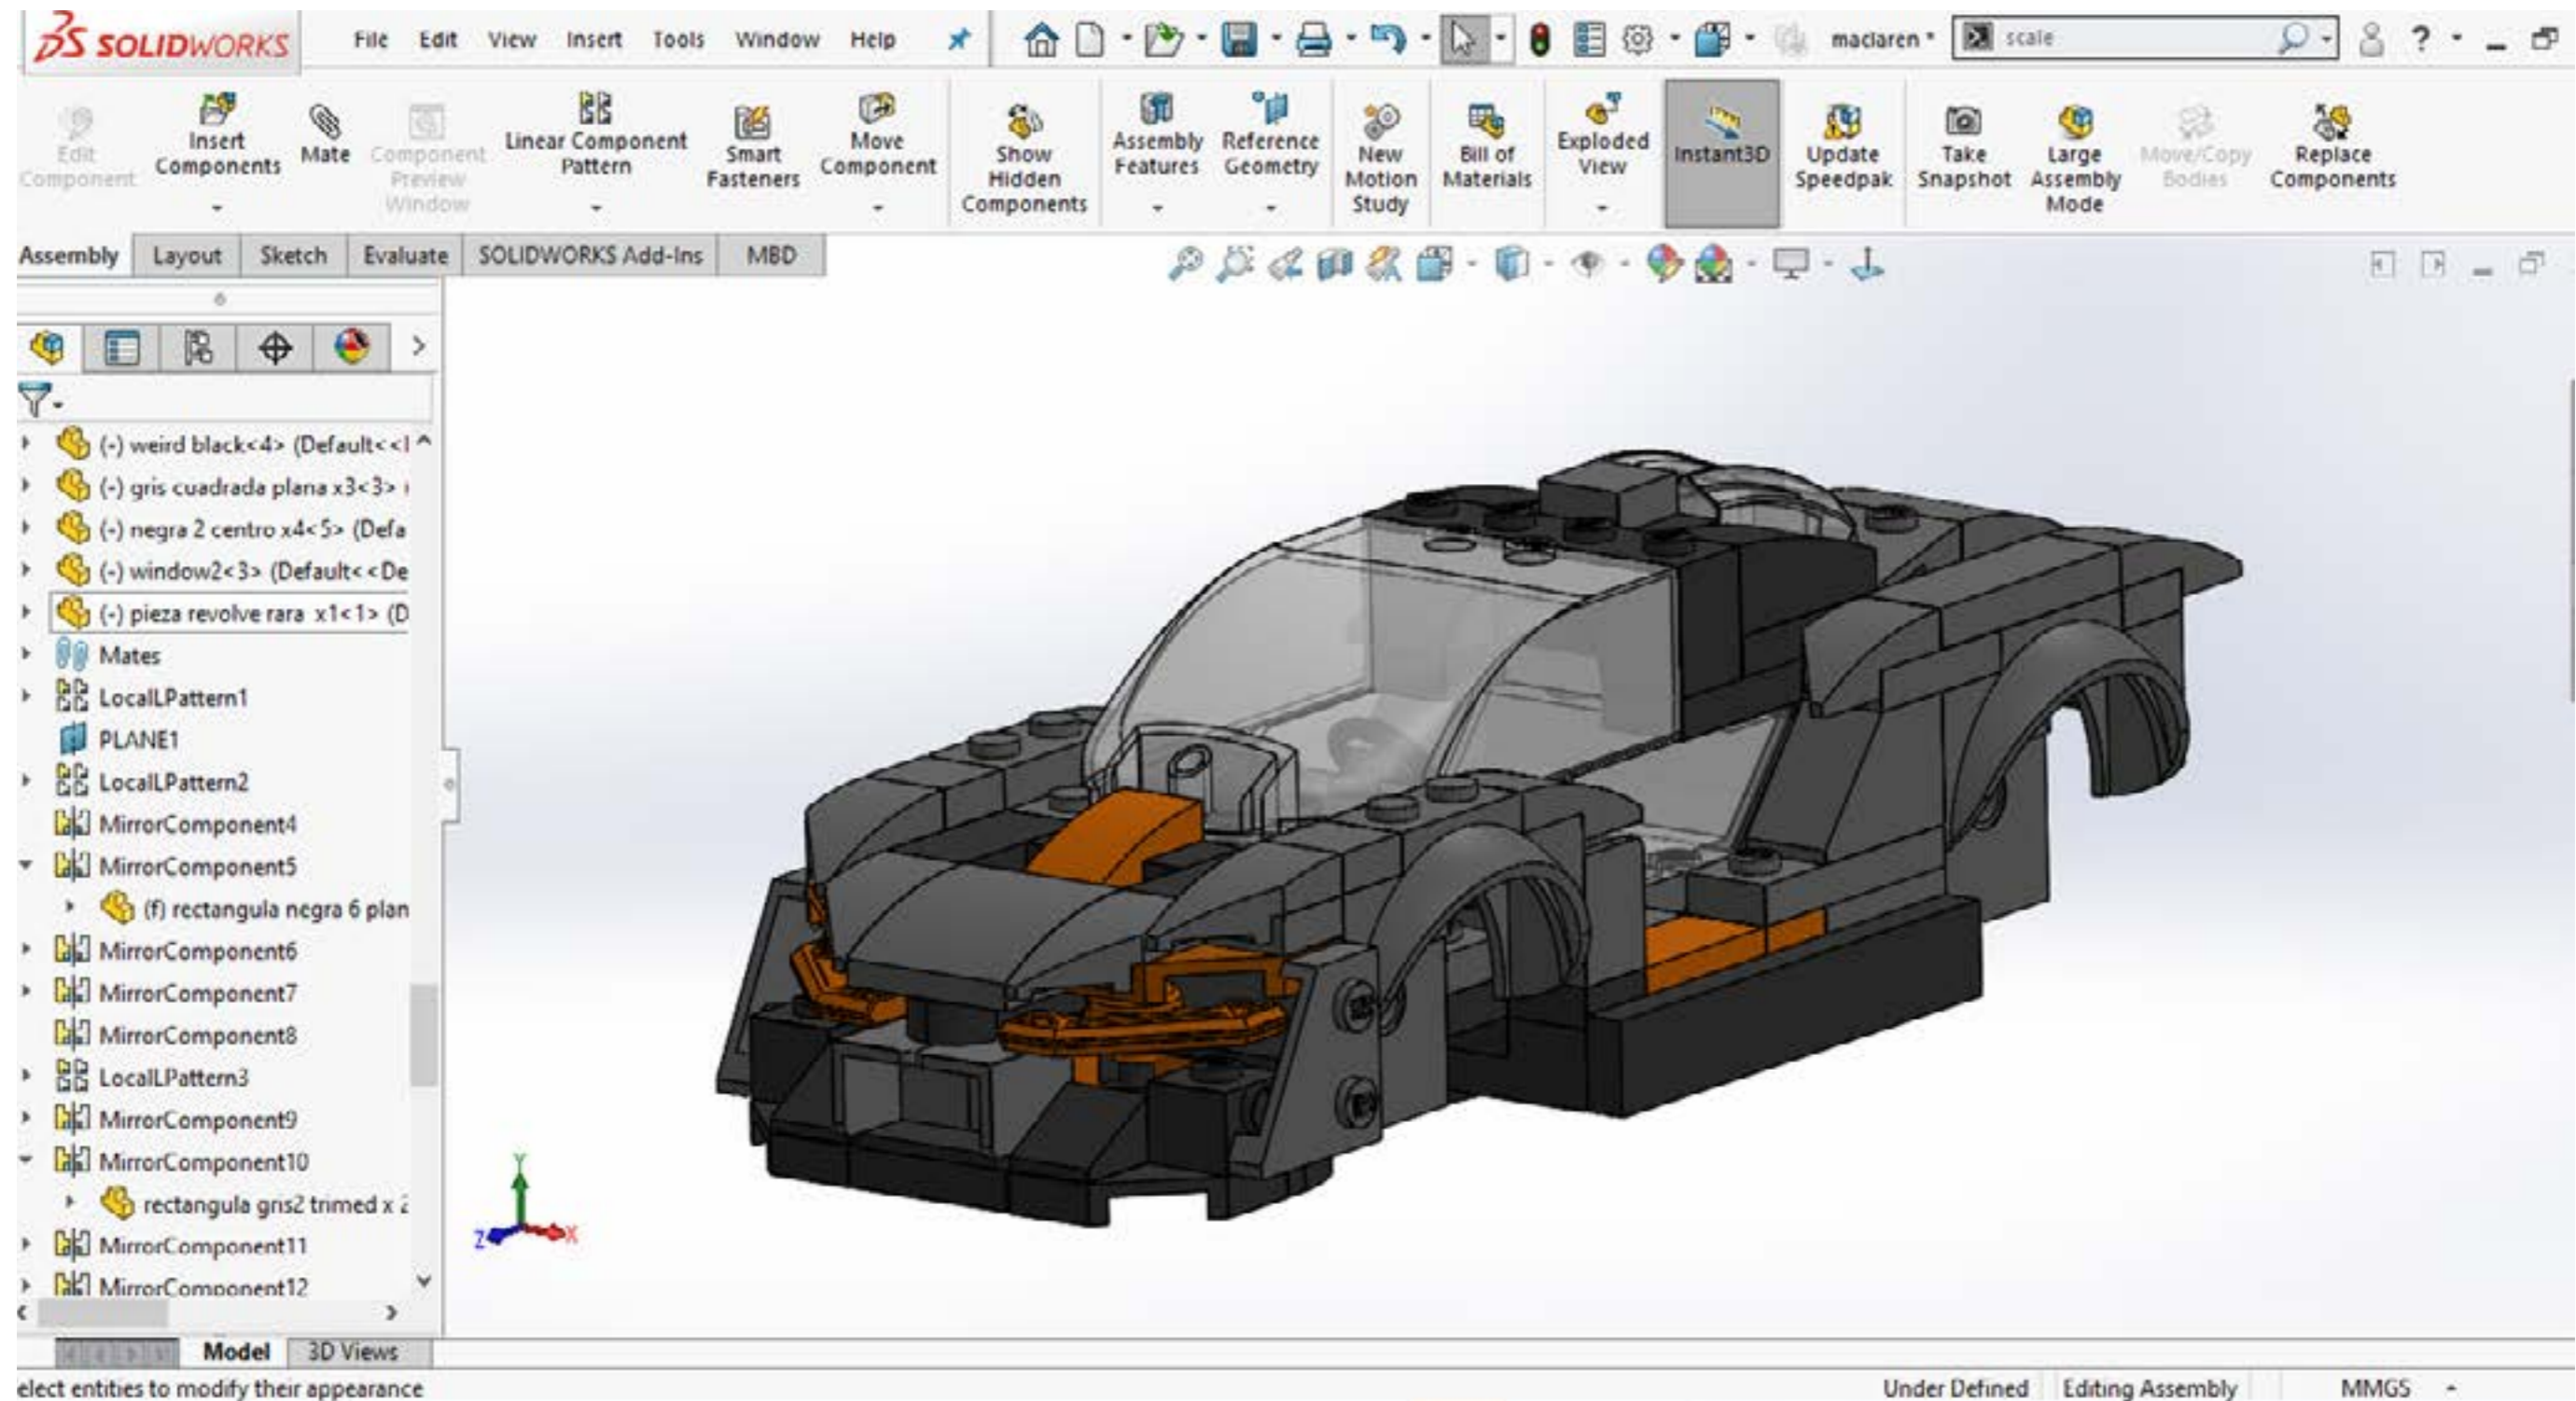 SOLIDWORKS File Edit View Insert Tools Window Help maclaren * scale ?
Edit Component
Insert Components
Mate
Component Preview Window
Linear Component Pattern
Smart Fasteners
Move Component
Show Hidden Components
Assembly Features
Reference Geometry
New Motion Study
Bill of Materials
Exploded View
Instant3D
Update Speedpak
Take Snapshot
Large Assembly Mode
Move/Copy Bodies
Replace Components
Assembly Layout Sketch Evaluate SOLIDWORKS Add-Ins MBD
(-) weird black<4> (Default<<
(-) gris cuadrada plana x3<3>
(-) negra 2 centro x4<5> (Defa
(-) window2<3> (Default<<De
(-) pieza revolve rara x1<1> (D
Mates
LocalLPattern1
PLANE1
LocalLPattern2
MirrorComponent4
MirrorComponent5
(f) rectangula negra 6 plan
MirrorComponent6
MirrorComponent7
MirrorComponent8
LocalLPattern3
MirrorComponent9
MirrorComponent10
rectangula gris2 trimed x 2
MirrorComponent11
MirrorComponent12
Y
Z X
Model 3D Views
elect entities to modify their appearance Under Defined Editing Assembly MMGS